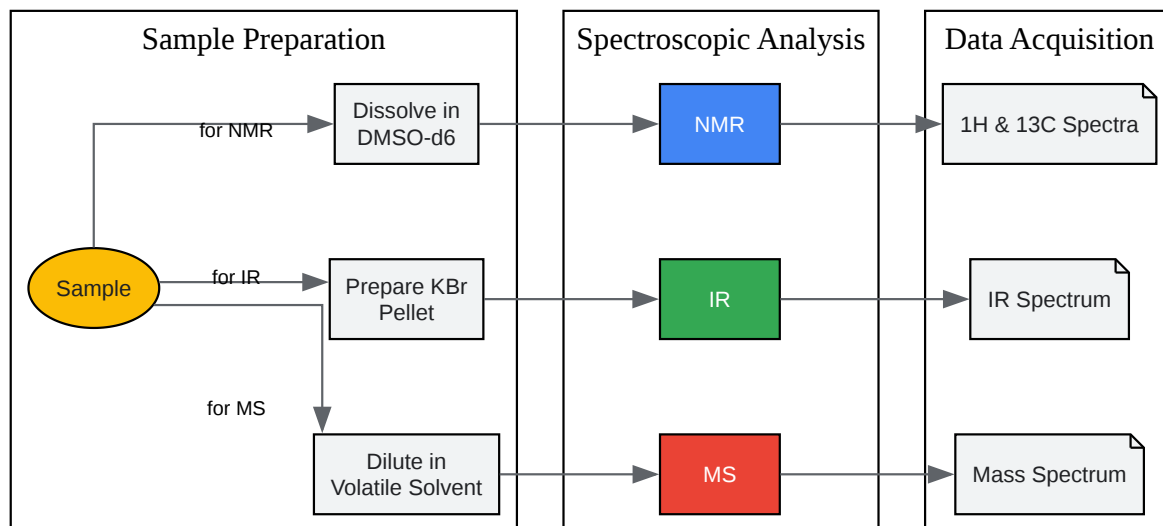 Sample Preparation
Spectroscopic Analysis
Data Acquisition
for NMR
Dissolve in
DMSO-d6
NMR
1H & 13C Spectra
Sample
for IR
Prepare KBr
Pellet
IR
IR Spectrum
for MS
Dilute in
Volatile Solvent
MS
Mass Spectrum